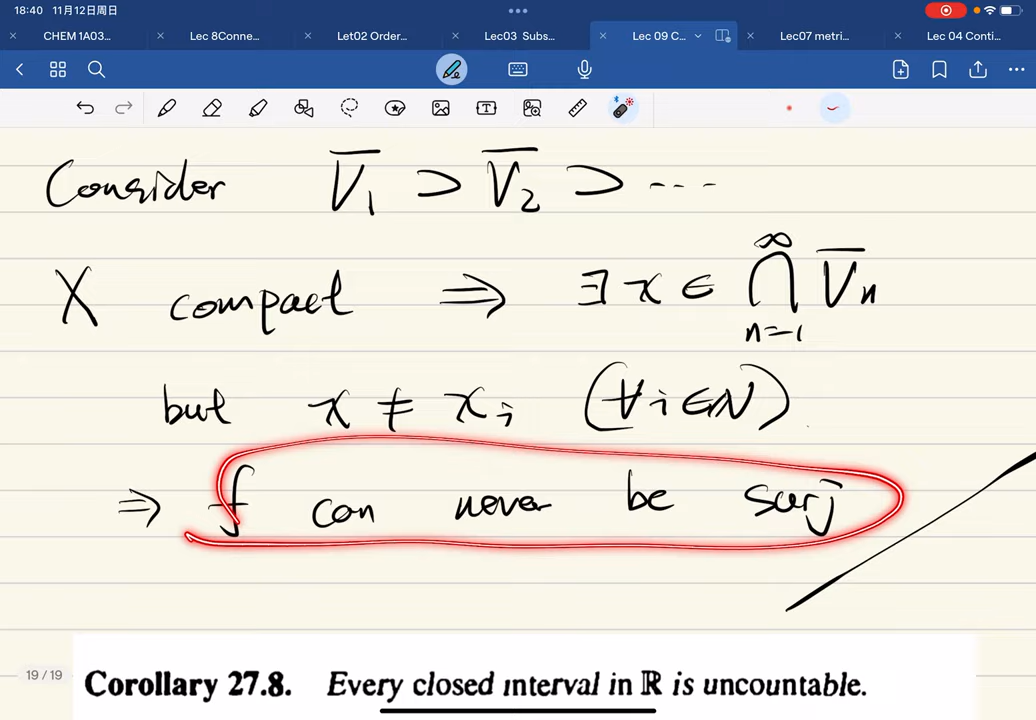 18:40 11月12日周日
CHEM 1A03... Lec 8Conne... Let02 Order... Lec03 Subs... Lec 09 C... Lec07 metri... Lec 04 Conti...
Consider V̅₁ ⊃ V̅₂ ⊃ ----
X compact ⇒ ∃ x ∈ ⋂_{n=1}^{∞} V̅ₙ
but x ≠ xᵢ (∀i∈N)
⇒ f can never be surj
19 / 19
Corollary 27.8. Every closed interval in ℝ is uncountable.